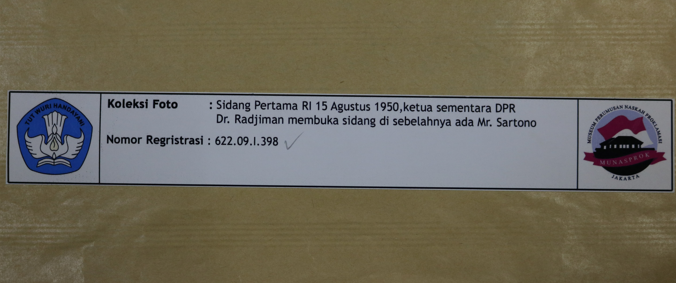 TUT WURI HANDAYANI
Koleksi Foto : Sidang Pertama RI 15 Agustus 1950,ketua sementara DPR
Dr. Radjiman membuka sidang di sebelahnya ada Mr. Sartono
Nomor Regristrasi : 622.09.I.398
MUSEUM PERUMUSAN NASKAH PROKLAMASI
MUNASPROK
JAKARTA